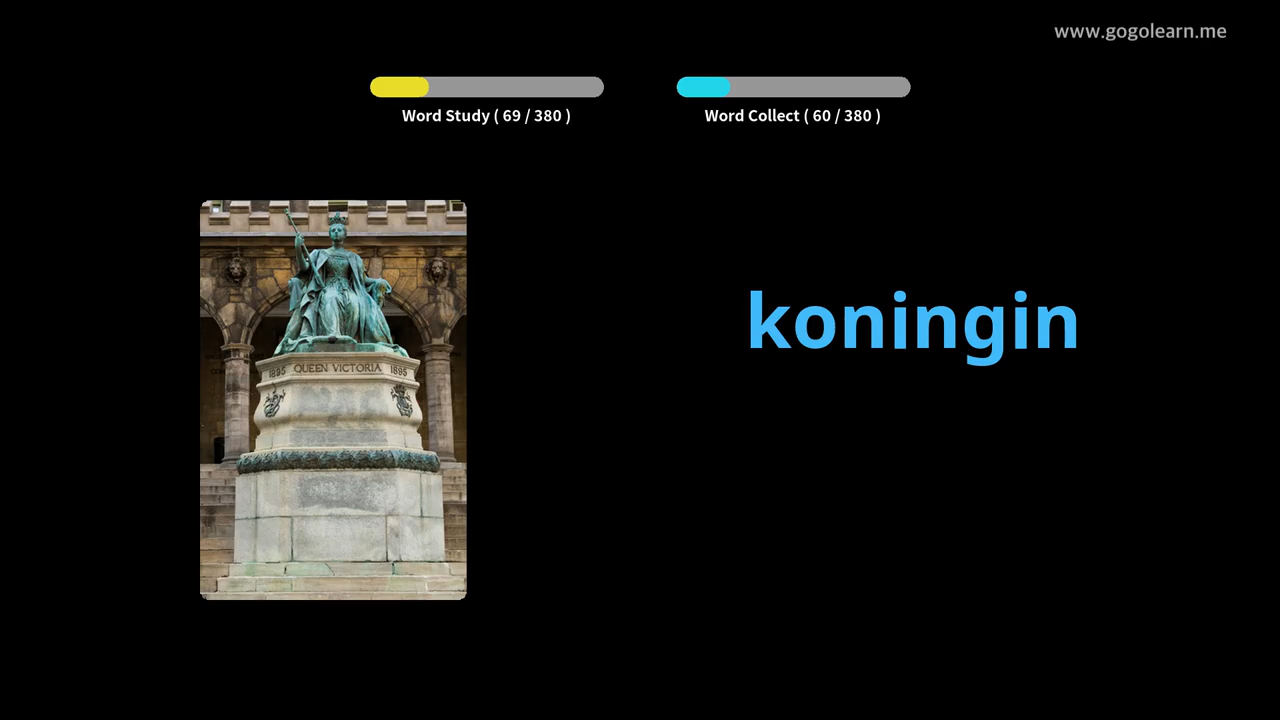 www.gogolearn.me
Word Study ( 69 / 380 )
Word Collect ( 60 / 380 )
1895 QUEEN VICTORIA 1895
koningin